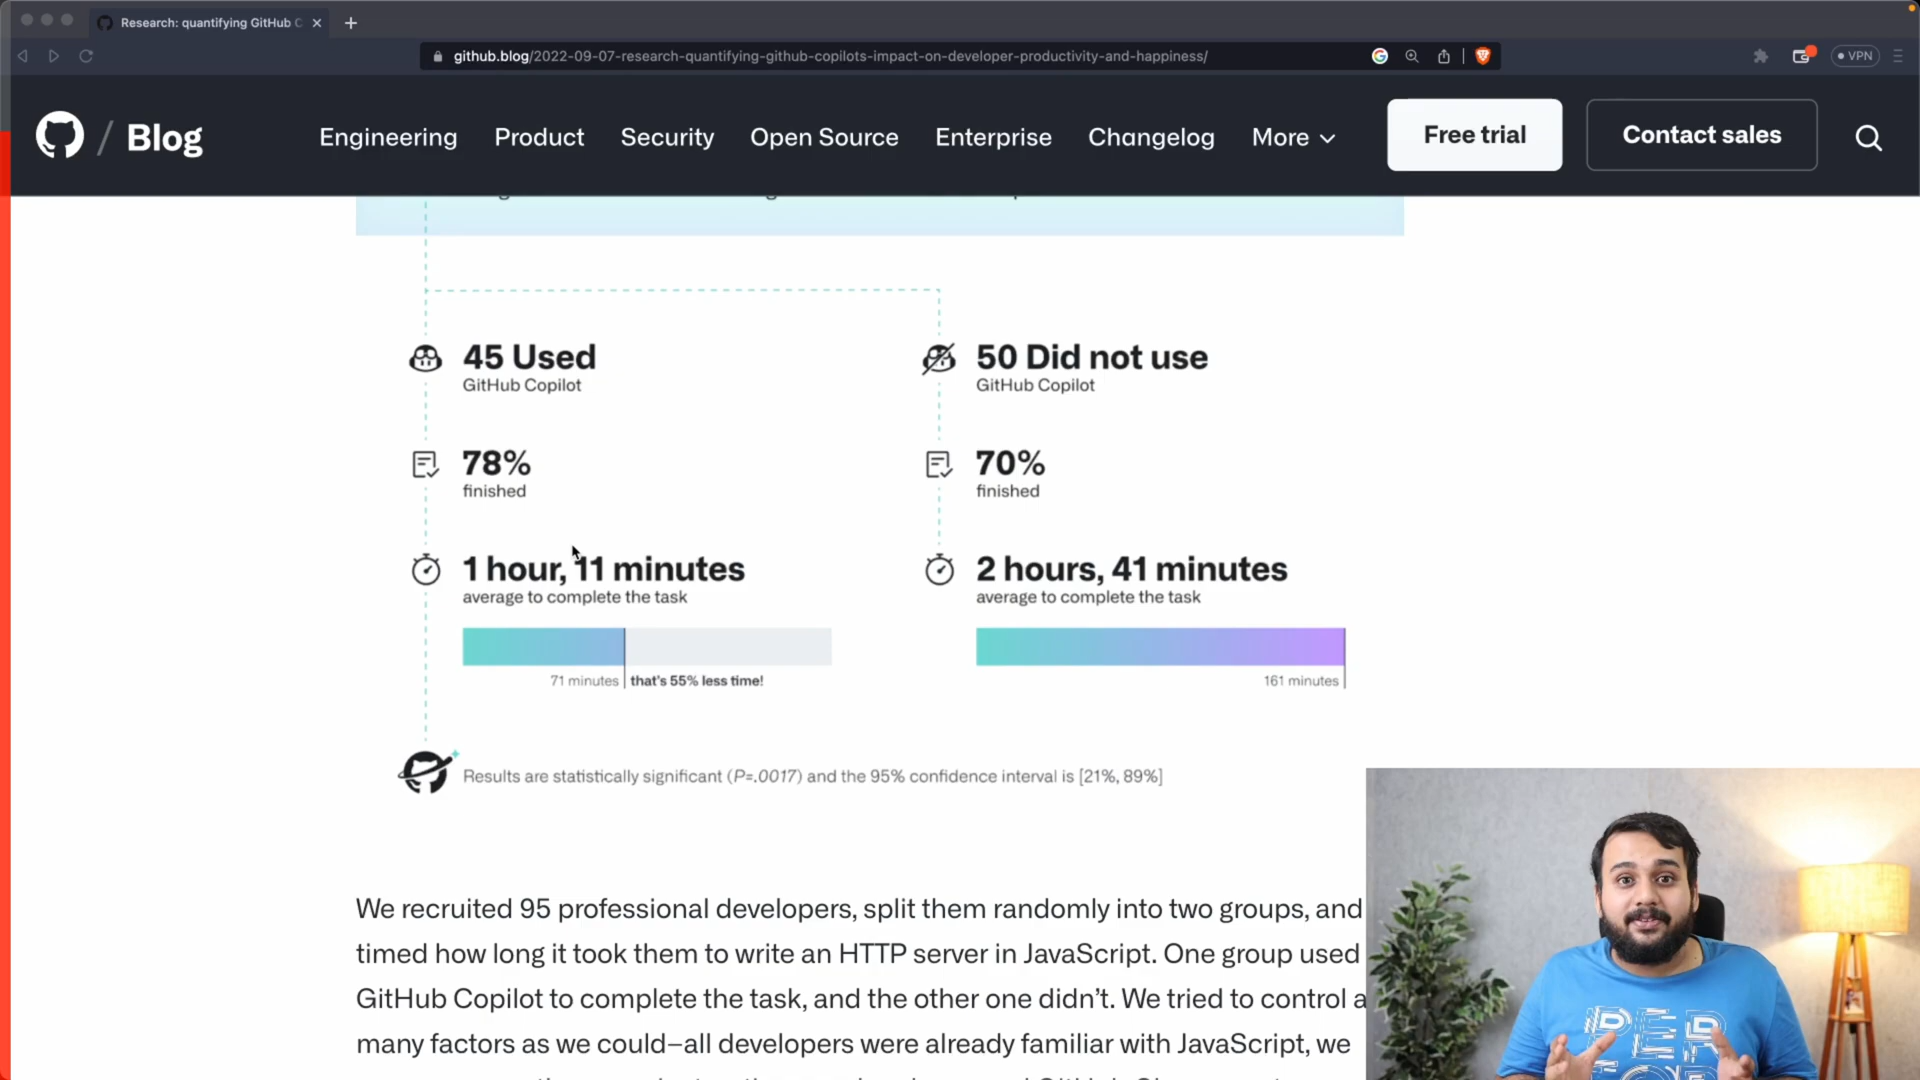 Research: quantifying GitHub C
github.blog/2022-09-07-research-quantifying-github-copilots-impact-on-developer-productivity-and-happiness/
VPN
/ Blog
Engineering Product Security Open Source Enterprise Changelog More
Free trial
Contact sales
45 Used
GitHub Copilot
78%
finished
1 hour, 11 minutes
average to complete the task
71 minutes that's 55% less time!
50 Did not use
GitHub Copilot
70%
finished
2 hours, 41 minutes
average to complete the task
161 minutes
Results are statistically significant (P=.0017) and the 95% confidence interval is [21%, 89%]
We recruited 95 professional developers, split them randomly into two groups, and
timed how long it took them to write an HTTP server in JavaScript. One group used
GitHub Copilot to complete the task, and the other one didn't. We tried to control a
many factors as we could–all developers were already familiar with JavaScript, we
PER